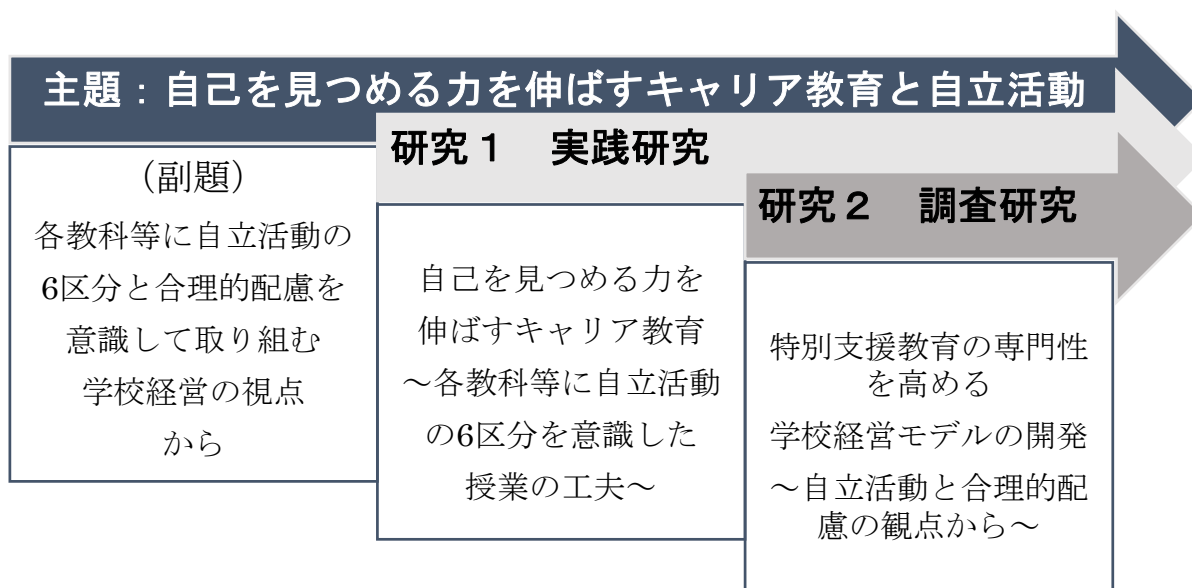 主題：自己を見つめる力を伸ばすキャリア教育と自立活動
（副題）
各教科等に自立活動の
6区分と合理的配慮を
意識して取り組む
学校経営の視点
から
研究１　実践研究
自己を見つめる力を
伸ばすキャリア教育
～各教科等に自立活動
の6区分を意識した
授業の工夫～
研究２　調査研究
特別支援教育の専門性
を高める
学校経営モデルの開発
～自立活動と合理的配
慮の観点から～